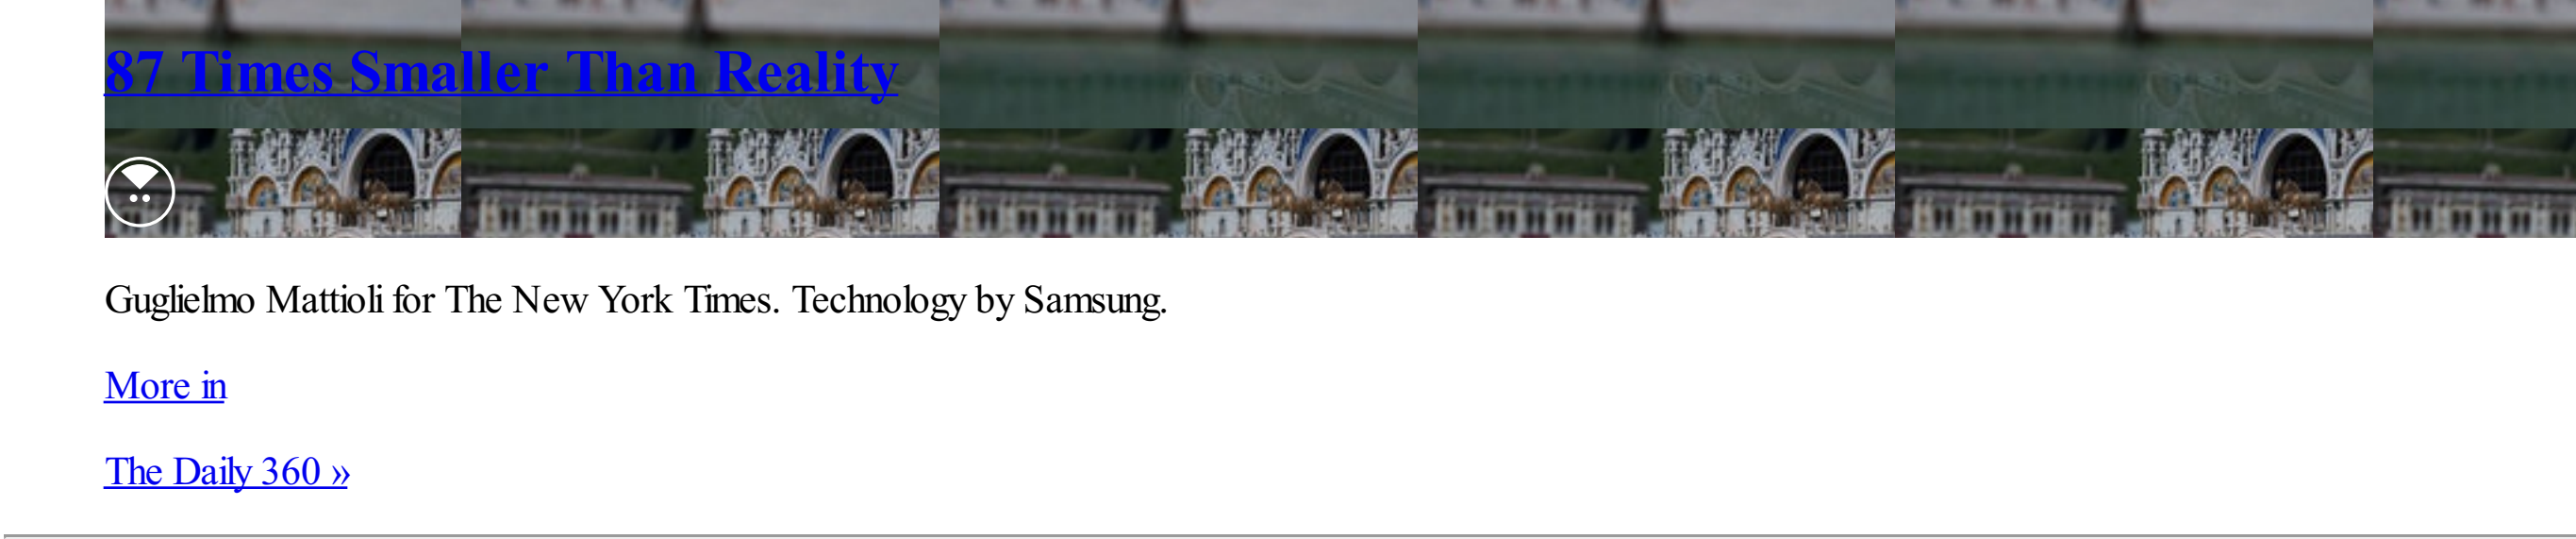 87 Times Smaller Than Reality
Guglielmo Mattioli for The New York Times. Technology by Samsung.
More in
The Daily 360 »